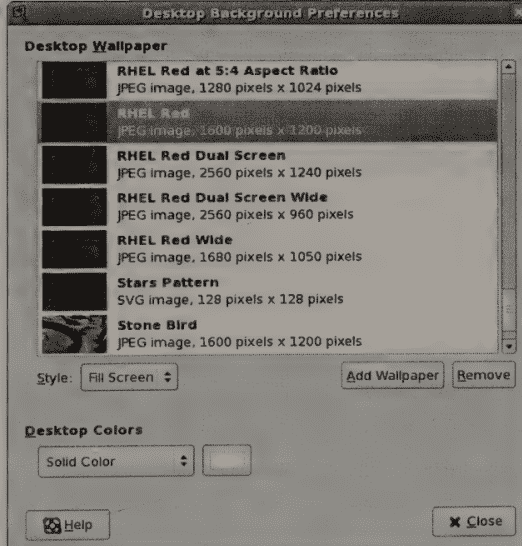 Desktop Background Preferences
Desktop Wallpaper
RHEL Red at 5:4 Aspect Ratio
JPEG image, 1280 pixels x 1024 pixels
RHEL Red
JPEG image, 1600 pixels x 1200 pixels
RHEL Red Dual Screen
JPEG image, 2560 pixels x 1240 pixels
RHEL Red Dual Screen Wide
JPEG image, 2560 pixels x 960 pixels
RHEL Red Wide
JPEG image, 1680 pixels x 1050 pixels
Stars Pattern
SVG image, 128 pixels x 128 pixels
Stone Bird
JPEG image, 1600 pixels x 1200 pixels
Style: Fill Screen Add Wallpaper Remove
Desktop Colors
Solid Color
Help Close